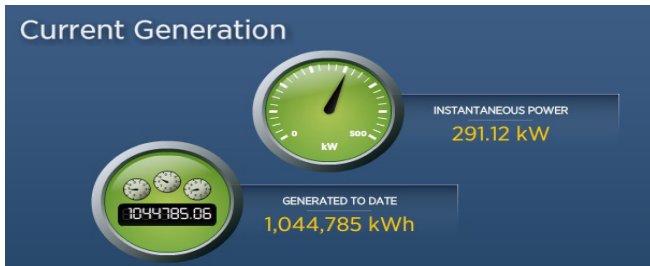 Current Generation
0
500
kW
INSTANTANEOUS POWER
291.12 kW
1044785.06
GENERATED TO DATE
1,044,785 kWh